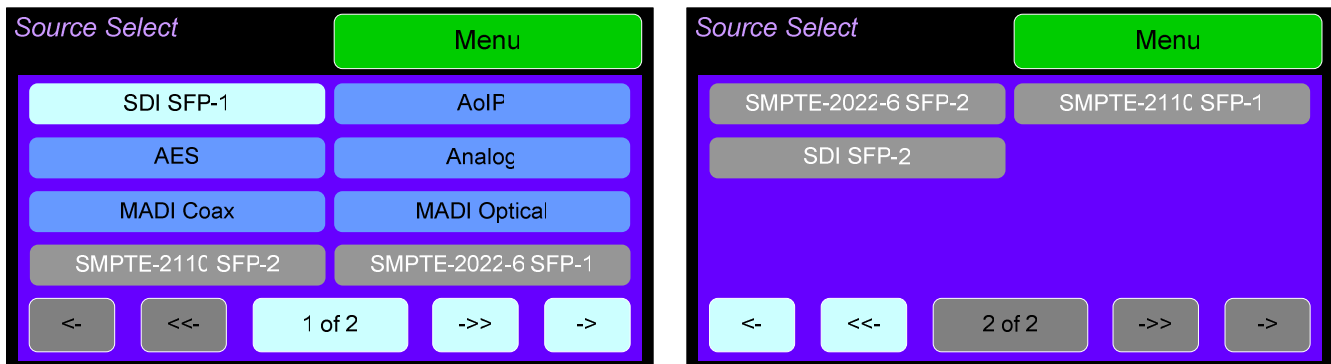 Source Select
Menu
SDI SFP-1
AoIP
AES
Analog
MADI Coax
MADI Optical
SMPTE-2110 SFP-2
SMPTE-2022-6 SFP-1
<-
<<-
1 of 2
->>
->
Source Select
Menu
SMPTE-2022-6 SFP-2
SMPTE-2110 SFP-1
SDI SFP-2
<-
<<-
2 of 2
->>
->